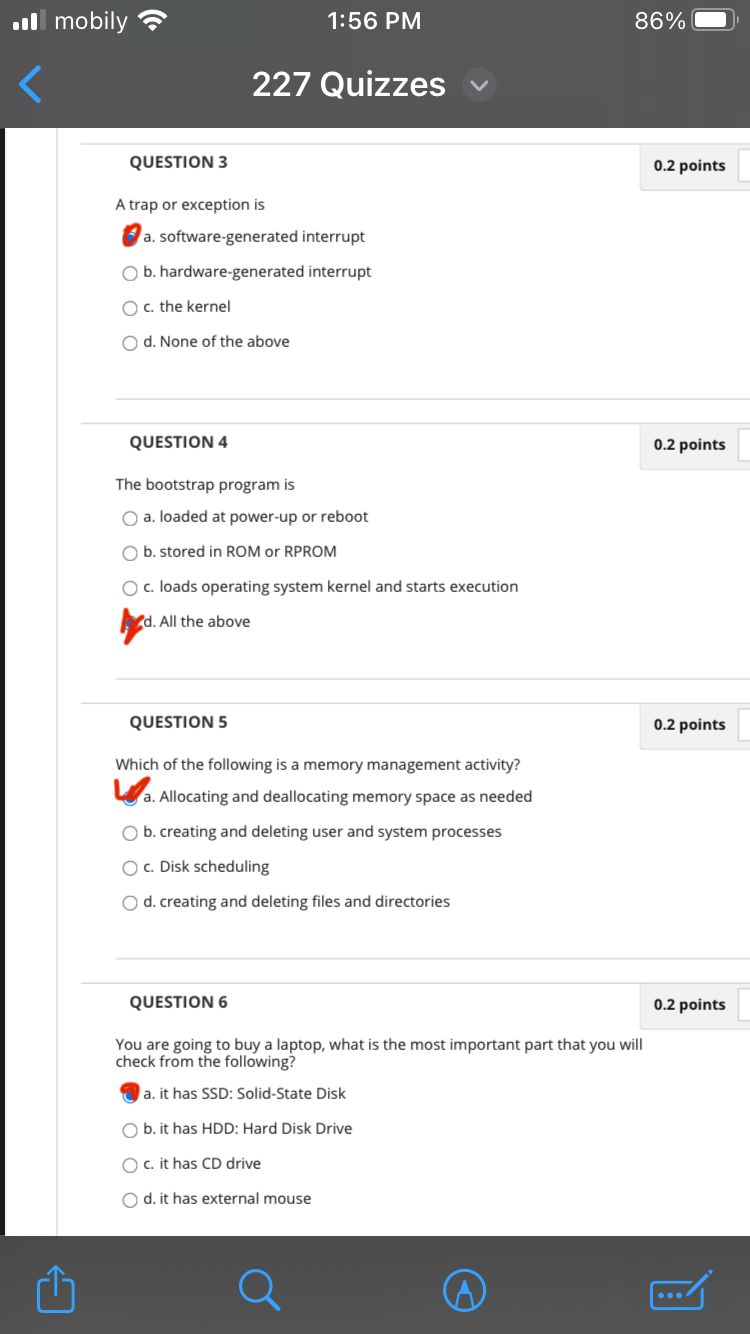 mobily 1:56 PM 86%
227 Quizzes
QUESTION 3
0.2 points
A trap or exception is
a. software-generated interrupt
b. hardware-generated interrupt
c. the kernel
d. None of the above
QUESTION 4
0.2 points
The bootstrap program is
a. loaded at power-up or reboot
b. stored in ROM or RPROM
c. loads operating system kernel and starts execution
d. All the above
QUESTION 5
0.2 points
Which of the following is a memory management activity?
a. Allocating and deallocating memory space as needed
b. creating and deleting user and system processes
c. Disk scheduling
d. creating and deleting files and directories
QUESTION 6
0.2 points
You are going to buy a laptop, what is the most important part that you will
check from the following?
a. it has SSD: Solid-State Disk
b. it has HDD: Hard Disk Drive
c. it has CD drive
d. it has external mouse